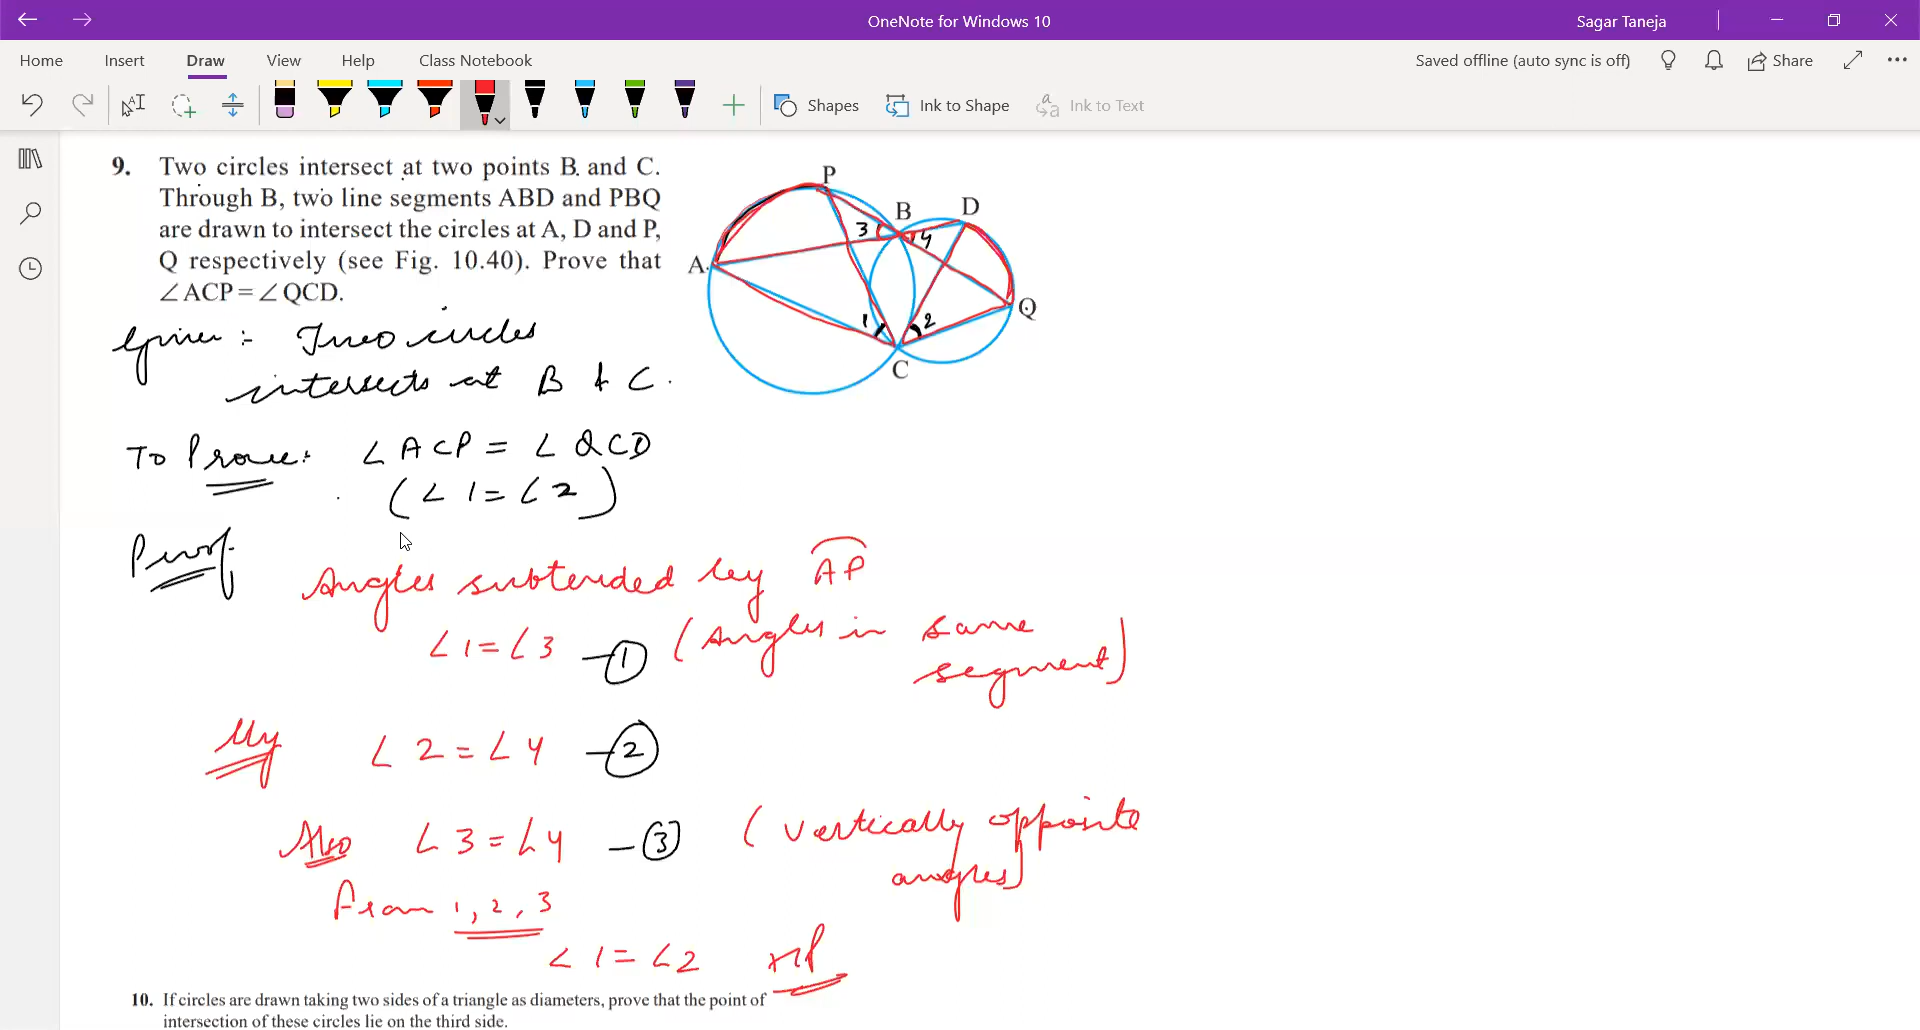 OneNote for Windows 10
Sagar Taneja
Home Insert Draw View Help Class Notebook
Saved offline (auto sync is off) Share
Shapes Ink to Shape Ink to Text
9. Two circles intersect at two points B and C.
Through B, two line segments ABD and PBQ
are drawn to intersect the circles at A, D and P,
Q respectively (see Fig. 10.40). Prove that
∠ACP = ∠QCD.
P
B
D
A
3
4
Q
1
2
C
Given :- Two circles
intersects at B & C.
To Prove: ∠ACP = ∠QCD
(∠1 = ∠2)
Proof
Angles subtended by AP
∠1 = ∠3 -① (Angles in same
segment)
lly ∠2 = ∠4 -②
Also ∠3 = ∠4 -③ (vertically opposite
angles)
From 1, 2, 3
∠1 = ∠2 HP
10. If circles are drawn taking two sides of a triangle as diameters, prove that the point of
intersection of these circles lie on the third side.